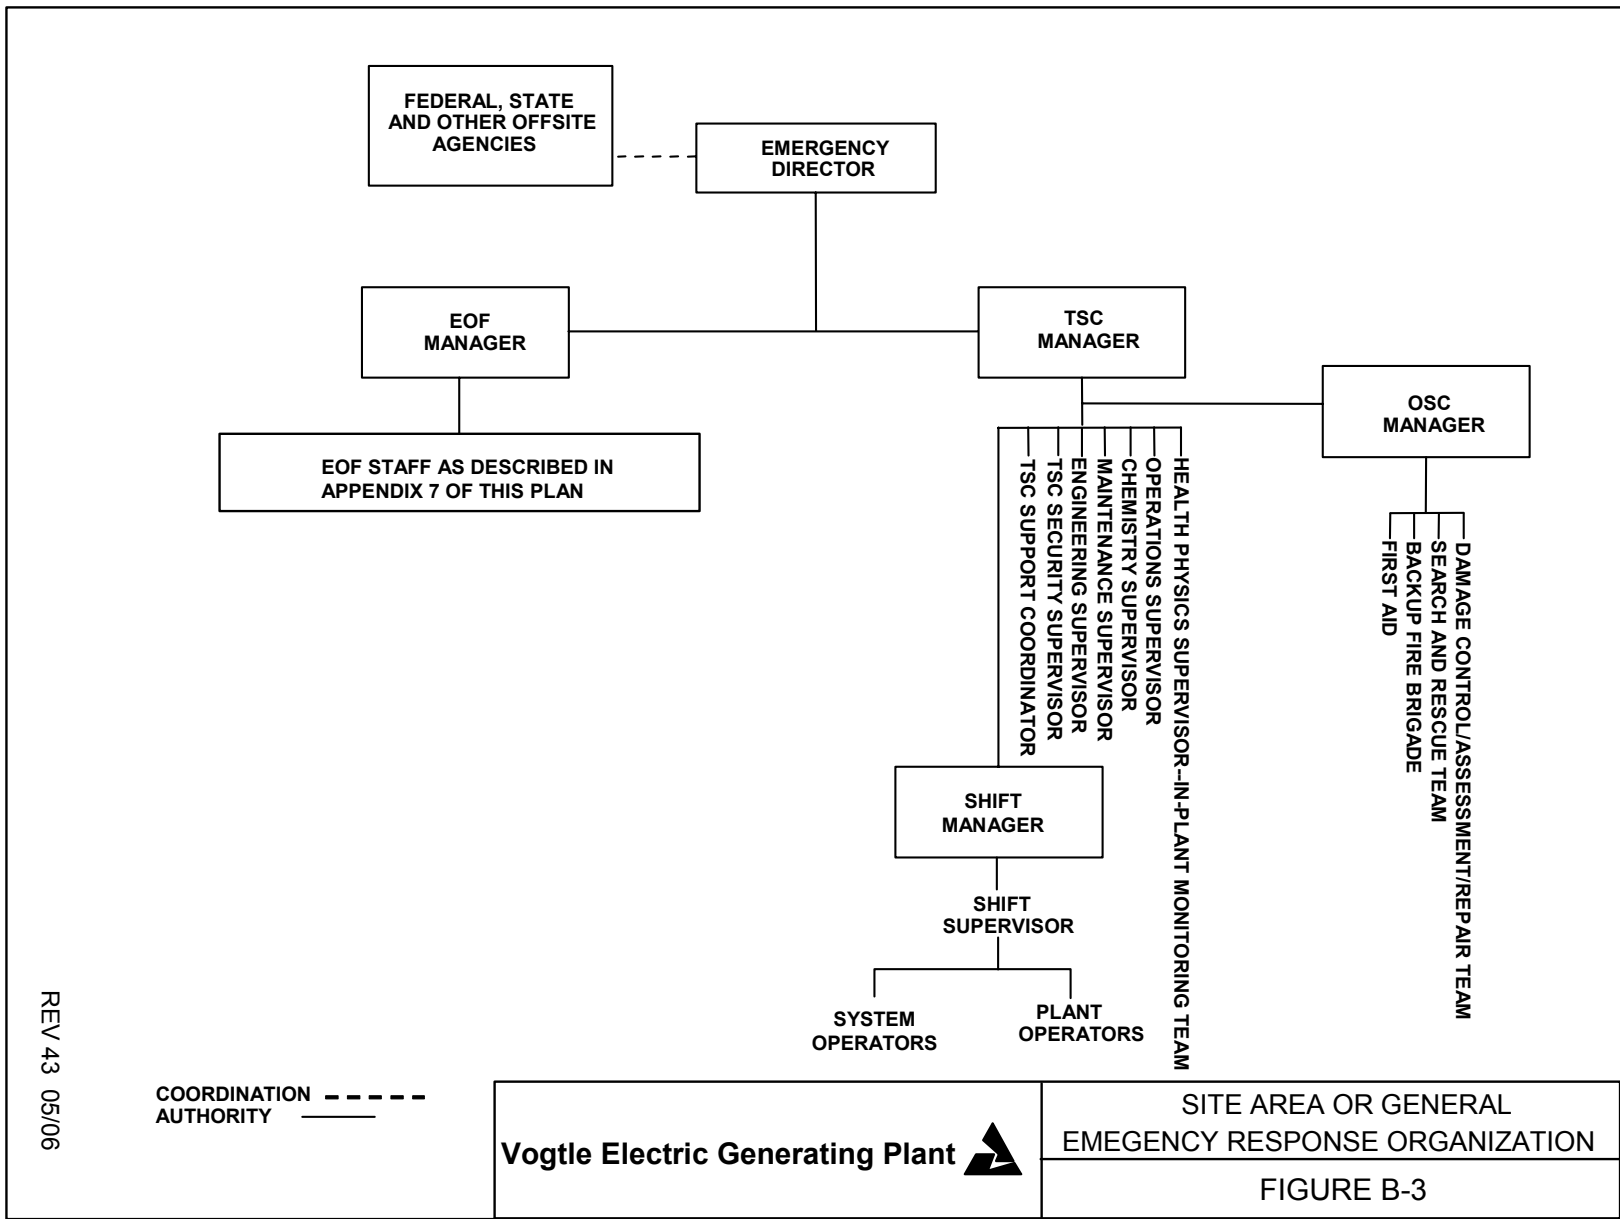 FEDERAL, STATE
AND OTHER OFFSITE
AGENCIES
EMERGENCY
DIRECTOR
EOF
MANAGER
TSC
MANAGER
OSC
MANAGER
EOF STAFF AS DESCRIBED IN
APPENDIX 7 OF THIS PLAN
TSC SUPPORT COORDINATOR
TSC SECURITY SUPERVISOR
ENGINEERING SUPERVISOR
MAINTENANCE SUPERVISOR
CHEMISTRY SUPERVISOR
OPERATIONS SUPERVISOR
HEALTH PHYSICS SUPERVISOR--IN-PLANT MONITORING TEAM
FIRST AID
BACKUP FIRE BRIGADE
SEARCH AND RESCUE TEAM
DAMAGE CONTROL/ASSESSMENT/REPAIR TEAM
SHIFT
MANAGER
SHIFT
SUPERVISOR
SYSTEM
OPERATORS
PLANT
OPERATORS
REV 43 05/06
COORDINATION
AUTHORITY
Vogtle Electric Generating Plant
SITE AREA OR GENERAL
EMEGENCY RESPONSE ORGANIZATION
FIGURE B-3